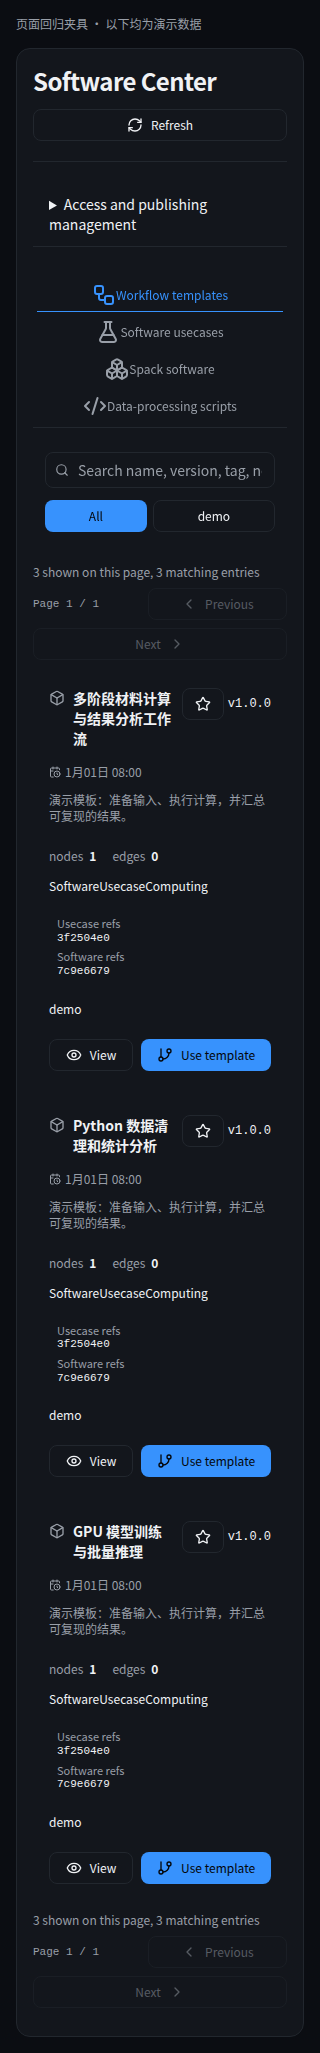 页面回归夹具 · 以下均为演示数据
Software Center
Refresh
Access and publishing
management
Workflow templates
Software usecases
Spack software
Data-processing scripts
Search name, version, tag, n
All
demo
3 shown on this page, 3 matching entries
Page 1 / 1
Previous
Next
多阶段材料计算
与结果分析工作
流
v1.0.0
1月01日 08:00
演示模板：准备输入、执行计算，并汇总
可复现的结果。
nodes 1 edges 0
SoftwareUsecaseComputing
Usecase refs
3f2504e0
Software refs
7c9e6679
demo
View
Use template
Python 数据清
理和统计分析
v1.0.0
1月01日 08:00
演示模板：准备输入、执行计算，并汇总
可复现的结果。
nodes 1 edges 0
SoftwareUsecaseComputing
Usecase refs
3f2504e0
Software refs
7c9e6679
demo
View
Use template
GPU 模型训练
与批量推理
v1.0.0
1月01日 08:00
演示模板：准备输入、执行计算，并汇总
可复现的结果。
nodes 1 edges 0
SoftwareUsecaseComputing
Usecase refs
3f2504e0
Software refs
7c9e6679
demo
View
Use template
3 shown on this page, 3 matching entries
Page 1 / 1
Previous
Next